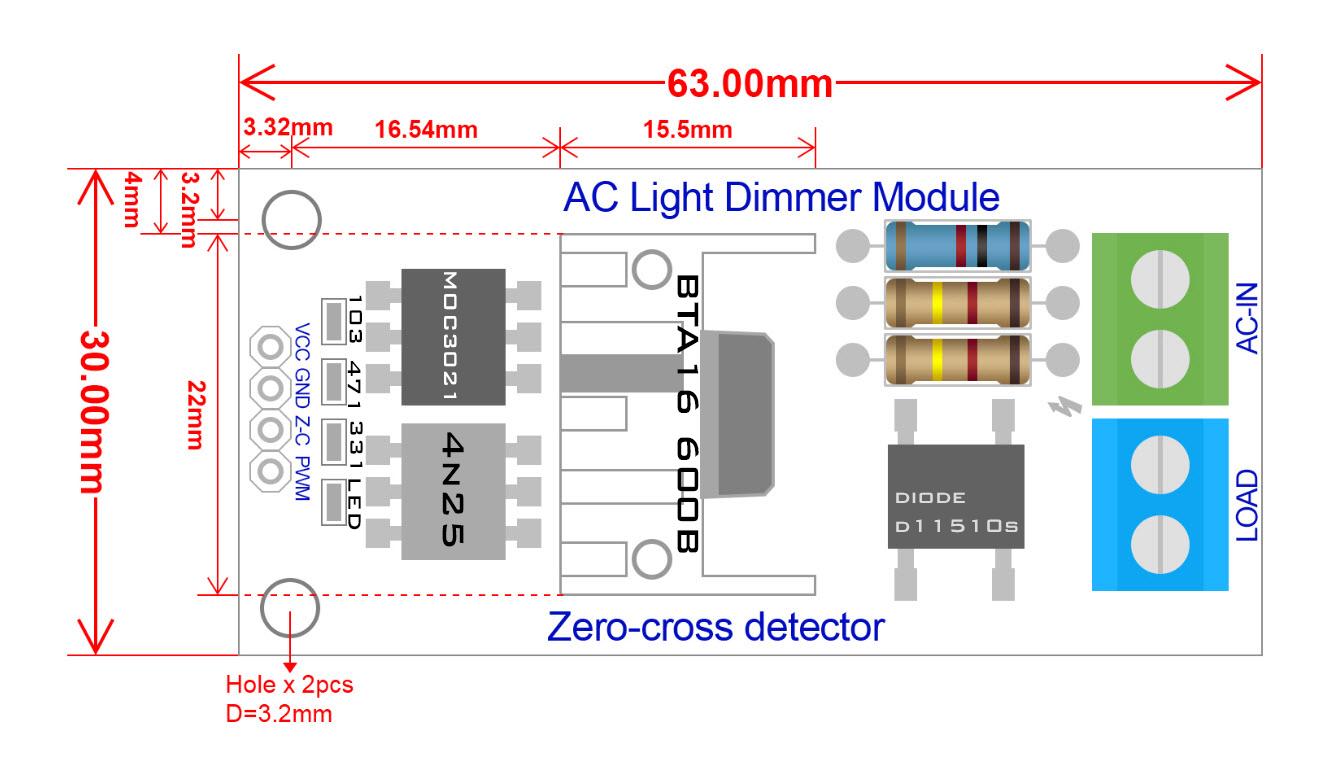 63.00mm
3.32mm
16.54mm
15.5mm
4mm
3.2mm
AC Light Dimmer Module
30.00mm
22mm
VCC GND Z-C PWM
103
471
331
LED
MOC3021
4N25
BTA16 600B
DIODE
D11510S
AC-IN
LOAD
Zero-cross detector
Hole x 2pcs
D=3.2mm